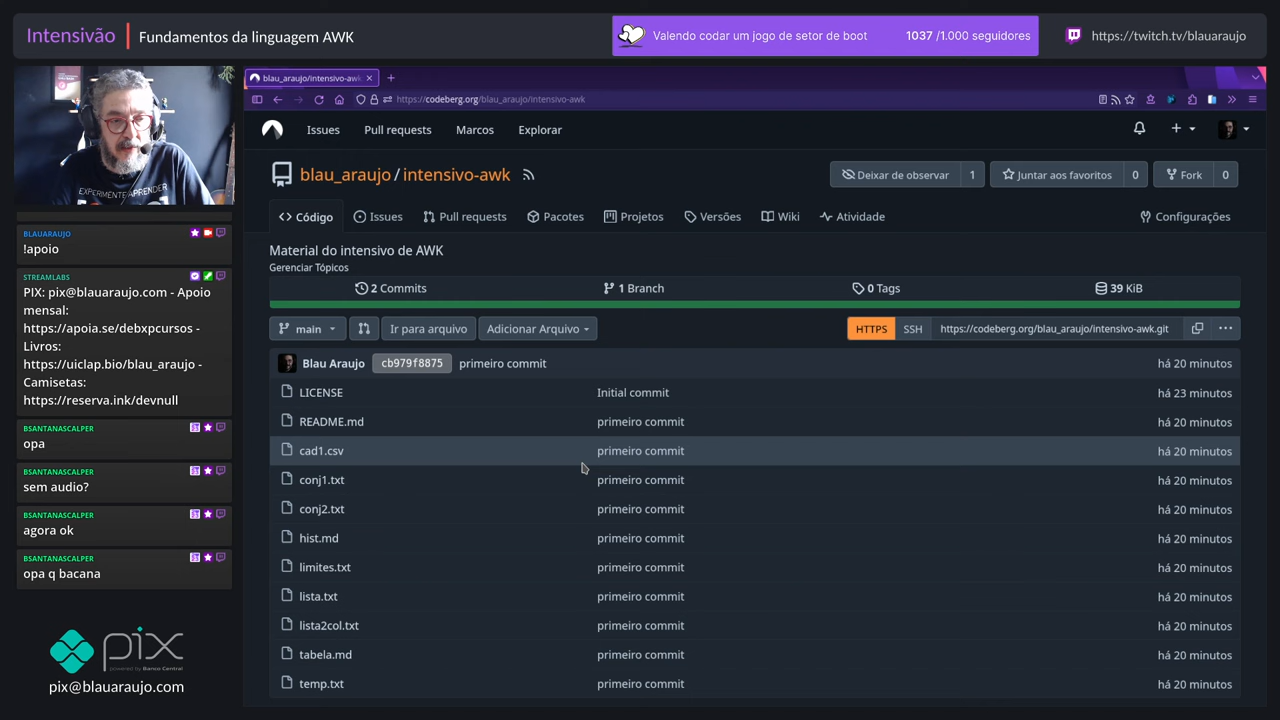 Intensivão | Fundamentos da linguagem AWK
Valendo codar um jogo de setor de boot 1037 /1.000 seguidores
https://twitch.tv/blauaraujo
EXPERIMENTE APRENDER
BLAUARAUJO
!apoio
STREAMLABS
PIX: pix@blauaraujo.com - Apoio
mensal:
https://apoia.se/debxpcursos -
Livros:
https://uiclap.bio/blau_araujo -
Camisetas:
https://reserva.ink/devnull
BSANTANASCALPER
opa
BSANTANASCALPER
sem audio?
BSANTANASCALPER
agora ok
BSANTANASCALPER
opa q bacana
pix
powered by Banco Central
pix@blauaraujo.com
blau_araujo/intensivo-awk
https://codeberg.org/blau_araujo/intensivo-awk
Issues Pull requests Marcos Explorar
blau_araujo/intensivo-awk
Deixar de observar 1 Juntar aos favoritos 0 Fork 0
Código Issues Pull requests Pacotes Projetos Versões Wiki Atividade Configurações
Material do intensivo de AWK
Gerenciar Tópicos
2 Commits 1 Branch 0 Tags 39 KiB
main Ir para arquivo Adicionar Arquivo HTTPS SSH https://codeberg.org/blau_araujo/intensivo-awk.git
Blau Araujo cb979f8875 primeiro commit há 20 minutos
LICENSE Initial commit há 23 minutos
README.md primeiro commit há 20 minutos
cad1.csv primeiro commit há 20 minutos
conj1.txt primeiro commit há 20 minutos
conj2.txt primeiro commit há 20 minutos
hist.md primeiro commit há 20 minutos
limites.txt primeiro commit há 20 minutos
lista.txt primeiro commit há 20 minutos
lista2col.txt primeiro commit há 20 minutos
tabela.md primeiro commit há 20 minutos
temp.txt primeiro commit há 20 minutos